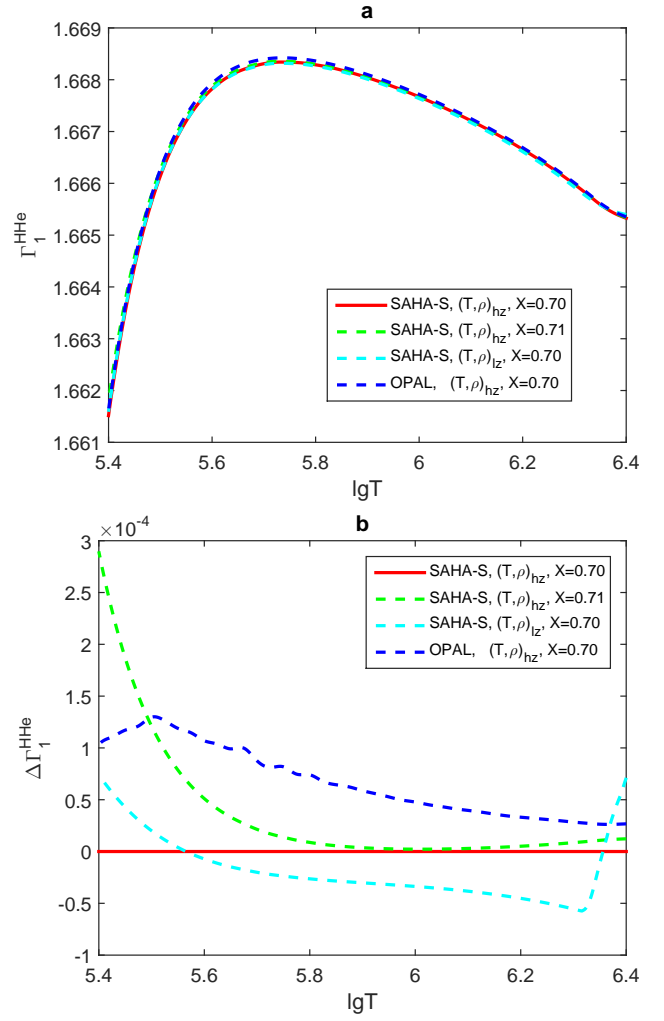 a
1.669
1.668
1.667
1.666
1.665
1.664
1.663
1.662
1.661
Γ₁ᴴᴴᵉ
SAHA-S, (T,ρ)hz, X=0.70
SAHA-S, (T,ρ)hz, X=0.71
SAHA-S, (T,ρ)lz, X=0.70
OPAL, (T,ρ)hz, X=0.70
5.4 5.6 5.8 6 6.2 6.4
lgT
b
×10⁻⁴
3
2.5
2
1.5
1
0.5
0
-0.5
-1
ΔΓ₁ᴴᴴᵉ
SAHA-S, (T,ρ)hz, X=0.70
SAHA-S, (T,ρ)hz, X=0.71
SAHA-S, (T,ρ)lz, X=0.70
OPAL, (T,ρ)hz, X=0.70
5.4 5.6 5.8 6 6.2 6.4
lgT